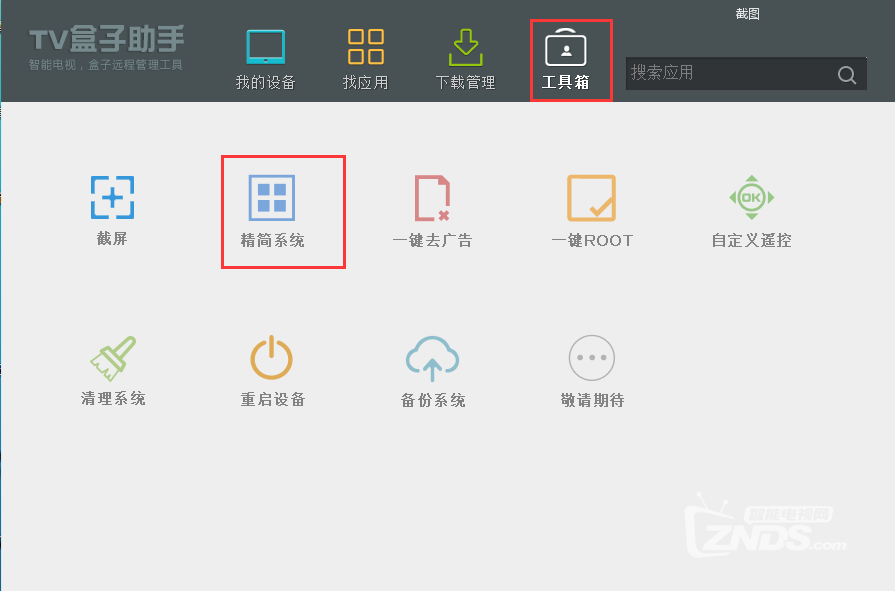 截图
TV盒子助手
智能电视，盒子远程管理工具
我的设备
找应用
下载管理
工具箱
搜索应用
截屏
精简系统
一键去广告
一键ROOT
OK
自定义遥控
清理系统
重启设备
备份系统
敬请期待
智能电视网
ZNDS.com